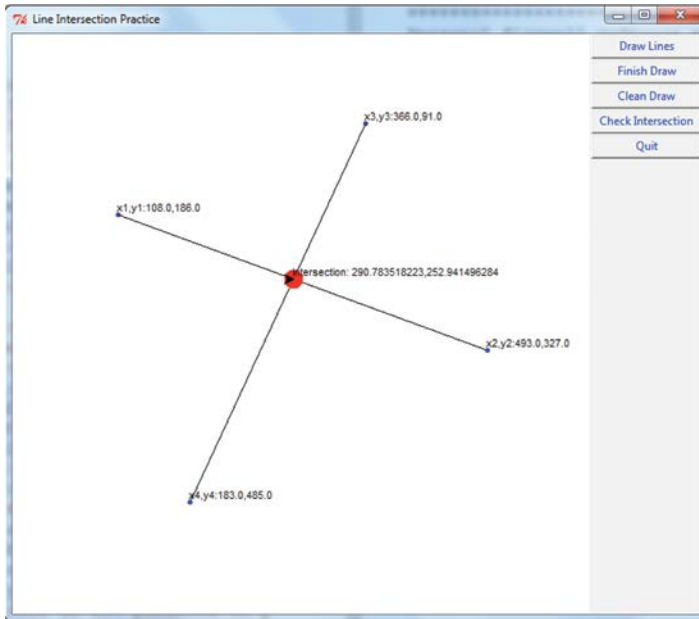 Line Intersection Practice
Draw Lines
Finish Draw
Clean Draw
Check Intersection
Quit
x3,y3:366.0,91.0
x1,y1:108.0,186.0
Intersection: 290.783518223,252.941496284
x2,y2:493.0,327.0
x4,y4:183.0,485.0